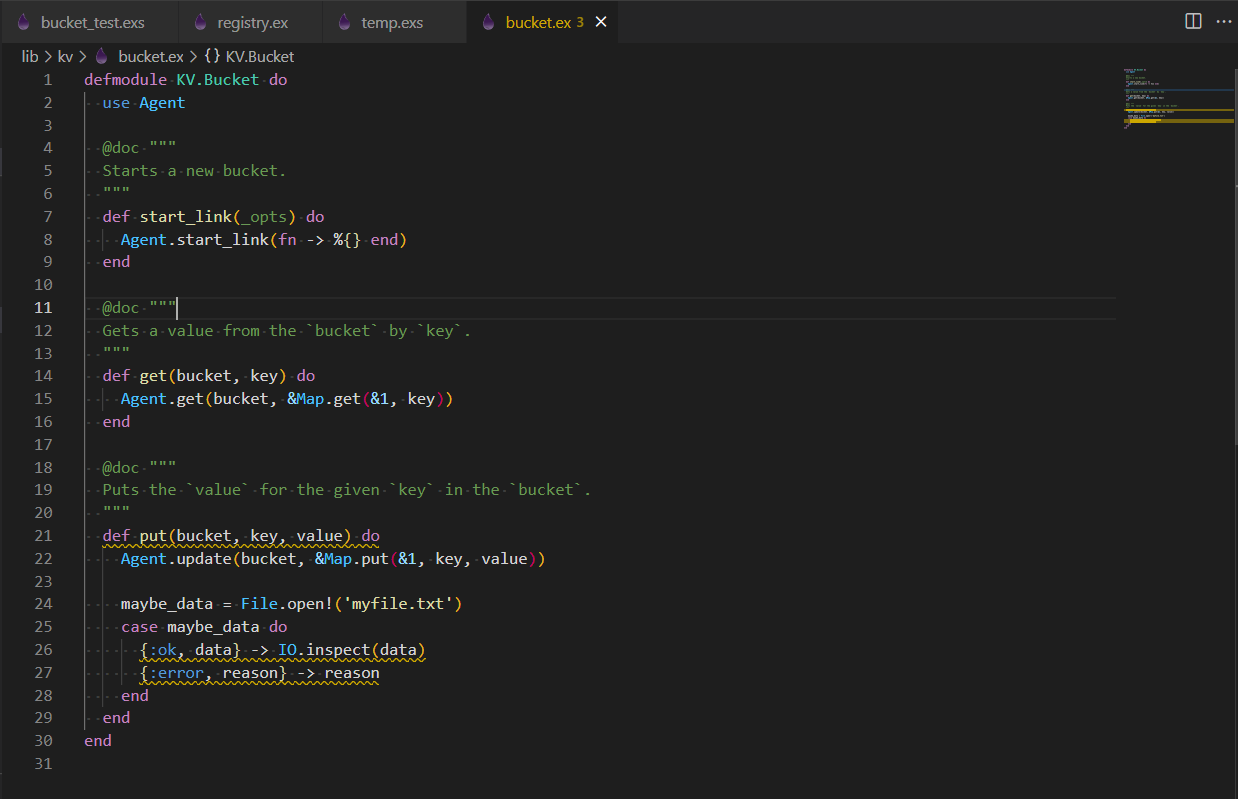 bucket_test.exs registry.ex temp.exs bucket.ex 3
lib > kv > bucket.ex > {} KV.Bucket
1 defmodule KV.Bucket do
2   use Agent
3
4   @doc """
5   Starts a new bucket.
6   """
7   def start_link(_opts) do
8     Agent.start_link(fn -> %{} end)
9   end
10
11   @doc """
12   Gets a value from the `bucket` by `key`.
13   """
14   def get(bucket, key) do
15     Agent.get(bucket, &Map.get(&1, key))
16   end
17
18   @doc """
19   Puts the `value` for the given `key` in the `bucket`.
20   """
21   def put(bucket, key, value) do
22     Agent.update(bucket, &Map.put(&1, key, value))
23
24     maybe_data = File.open!('myfile.txt')
25     case maybe_data do
26       {:ok, data} -> IO.inspect(data)
27       {:error, reason} -> reason
28     end
29   end
30 end
31